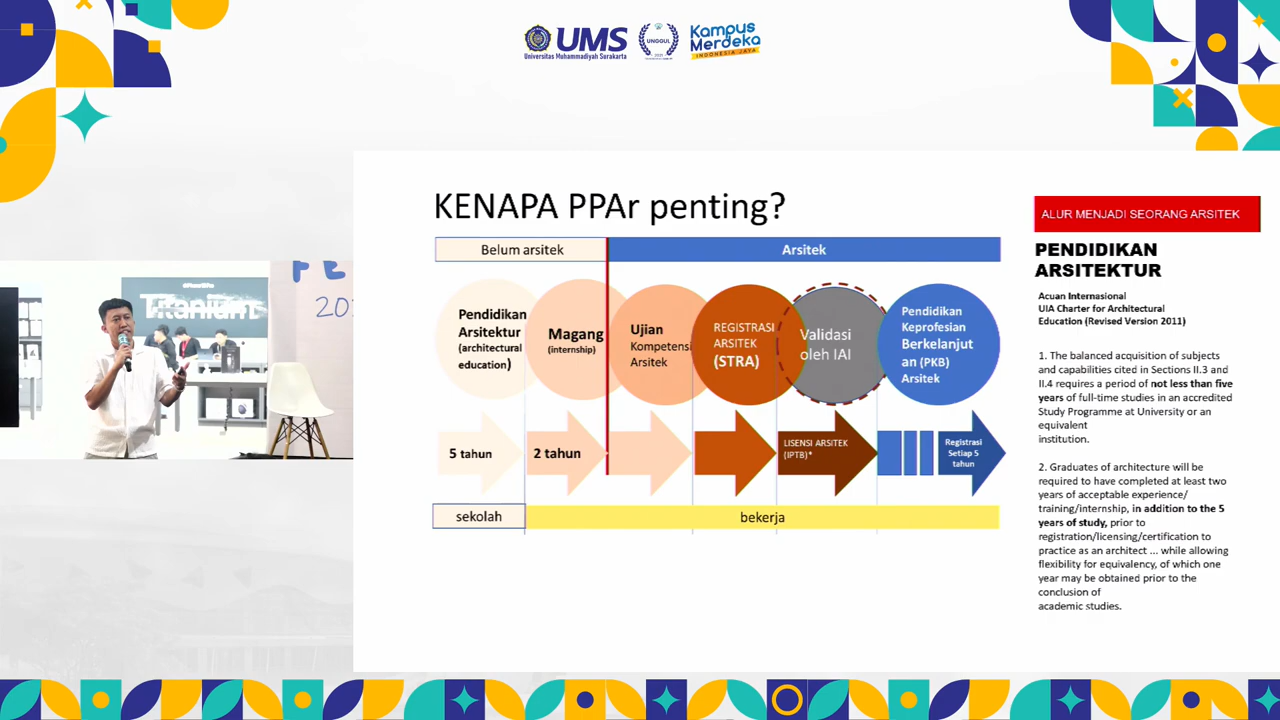 UMS
Universitas Muhammadiyah Surakarta
UNGGUL
Kampus
Merdeka
INDONESIA JAYA
Titanium
KENAPA PPAr penting?
Belum arsitek
Arsitek
Pendidikan
Arsitektur
(architectural
education)
Magang
(internship)
Ujian
Kompetensi
Arsitek
REGISTRASI
ARSITEK
(STRA)
Validasi
oleh IAI
Pendidikan
Keprofesian
Berkelanjut
an (PKB)
Arsitek
5 tahun
2 tahun
LISENSI ARSITEK
(IPTB)*
Registrasi
Setiap 5
tahun
sekolah
bekerja
ALUR MENJADI SEORANG ARSITEK
PENDIDIKAN
ARSITEKTUR
Acuan Internasional
UIA Charter for Architectural
Education (Revised Version 2011)
1. The balanced acquisition of subjects
and capabilities cited in Sections II.3 and
II.4 requires a period of not less than five
years of full-time studies in an accredited
Study Programme at University or an
equivalent
institution.
2. Graduates of architecture will be
required to have completed at least two
years of acceptable experience/
training/internship, in addition to the 5
years of study, prior to
registration/licensing/certification to
practice as an architect ... while allowing
flexibility for equivalency, of which one
year may be obtained prior to the
conclusion of
academic studies.